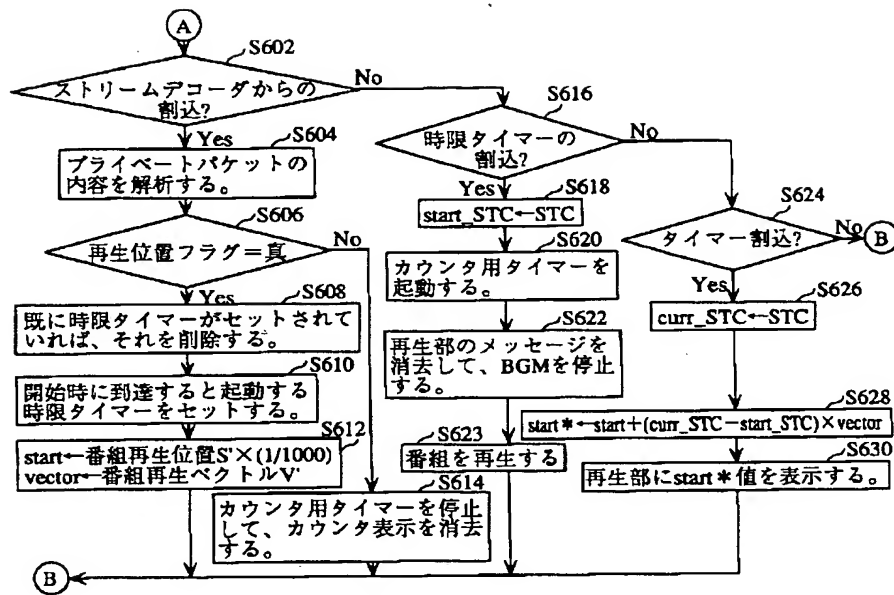 A
S602
ストリームデコーダからの
割込?
No
Yes
S604
プライベートパケットの
内容を解析する。
S606
再生位置フラグ=真
No
Yes
S608
既に時限タイマーがセットされて
いれば、それを削除する。
S610
開始時に到達すると起動する
時限タイマーをセットする。
S612
start←番組再生位置S'×(1/1000)
vector←番組再生ベクトルV'
S614
カウンタ用タイマーを停止
して、カウンタ表示を消去
する。
S616
時限タイマーの
割込?
No
Yes
S618
start_STC←STC
S620
カウンタ用タイマーを
起動する。
S622
再生部のメッセージを
消去して、BGMを停止
する。
S623
番組を再生する
S624
タイマー割込?
No
B
Yes
S626
curr_STC←STC
S628
start*←start+(curr_STC−start_STC)×vector
S630
再生部にstart*値を表示する。
B